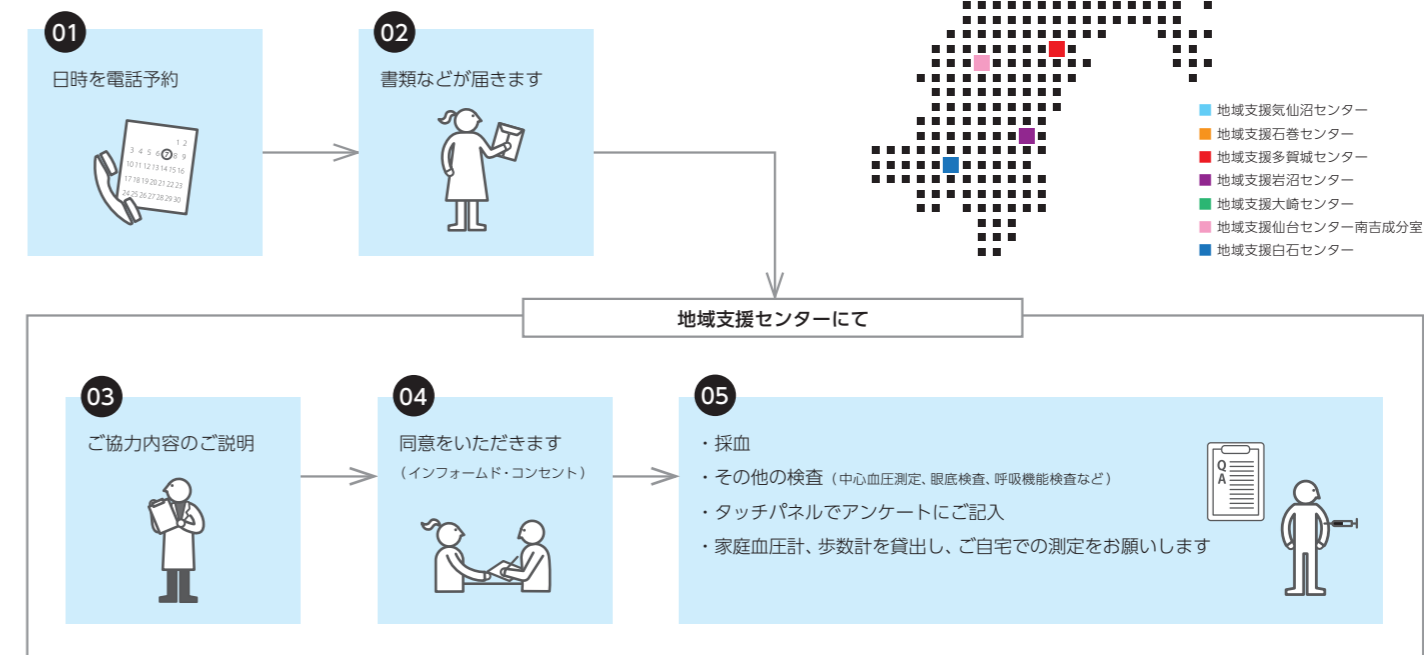 01
日時を電話予約
1 2
3 4 5 6 7 8 9
10 11 12 13 14 15 16
17 18 19 20 21 22 23
24 25 26 27 28 29 30
02
書類などが届きます
地域支援気仙沼センター
地域支援石巻センター
地域支援多賀城センター
地域支援岩沼センター
地域支援大崎センター
地域支援仙台センター南吉成分室
地域支援白石センター
地域支援センターにて
03
ご協力内容のご説明
04
同意をいただきます
（インフォームド・コンセント）
05
・採血
・その他の検査（中心血圧測定、眼底検査、呼吸機能検査など）
・タッチパネルでアンケートにご記入
・家庭血圧計、歩数計を貸出し、ご自宅での測定をお願いします
Q
A